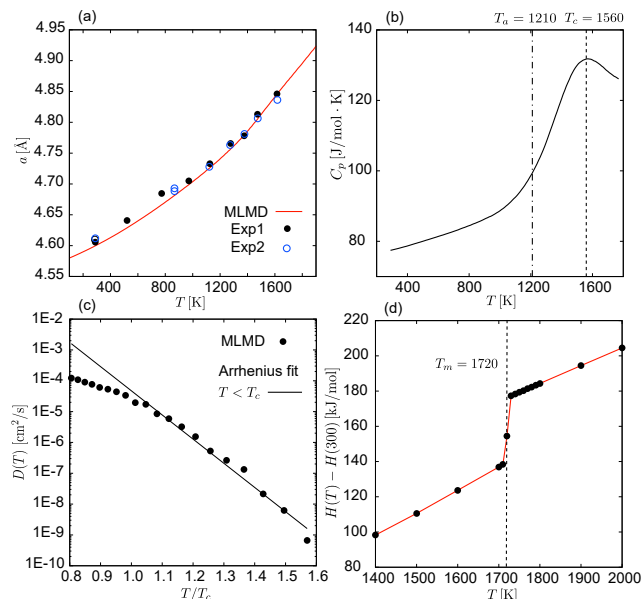 (a)
4.95
4.90
4.85
4.80
4.75
4.70
4.65
4.60
4.55
a [Å]
MLMD
Exp1
Exp2
400 800 1200 1600
T [K]
(b)
T_a = 1210 T_c = 1560
140
120
100
80
C_p [J/mol · K]
400 800 1200 1600
T [K]
(c)
1E-2
1E-3
1E-4
1E-5
1E-6
1E-7
1E-8
1E-9
1E-10
D(T) [cm²/s]
MLMD
Arrhenius fit
T < T_c
0.8 0.9 1.0 1.1 1.2 1.3 1.4 1.5 1.6
T/T_c
(d)
220
200
180
160
140
120
100
80
H(T) − H(300) [kJ/mol]
T_m = 1720
1400 1500 1600 1700 1800 1900 2000
T [K]